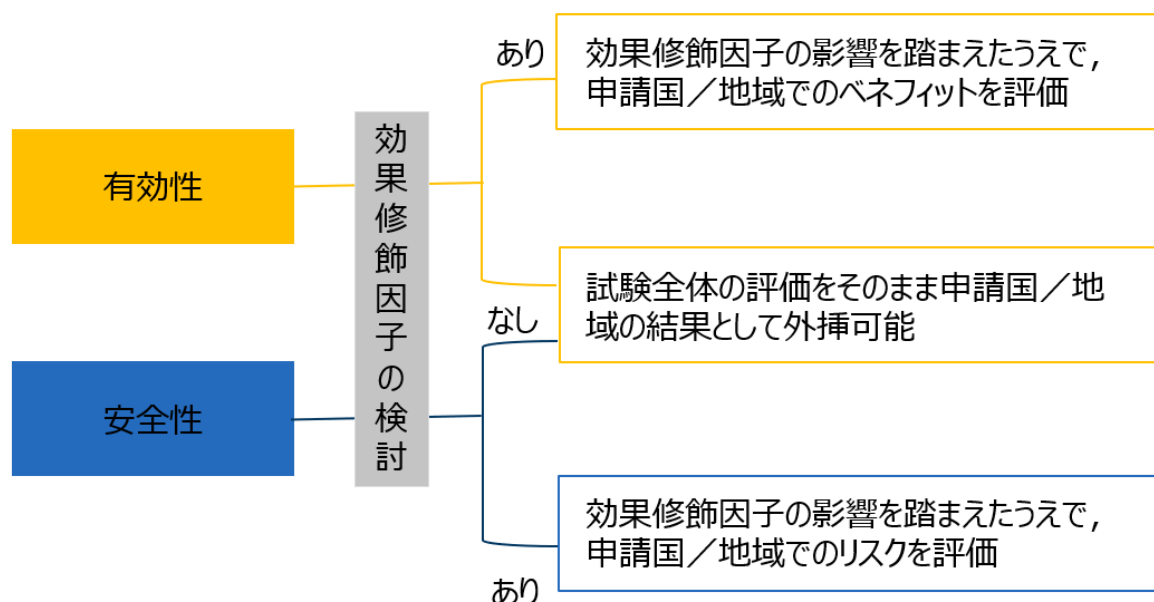 あり
効果修飾因子の影響を踏まえたうえで,
申請国／地域でのベネフィットを評価
有効性
効果修飾因子の検討
試験全体の評価をそのまま申請国／地
域の結果として外挿可能
なし
安全性
効果修飾因子の影響を踏まえたうえで,
申請国／地域でのリスクを評価
あり